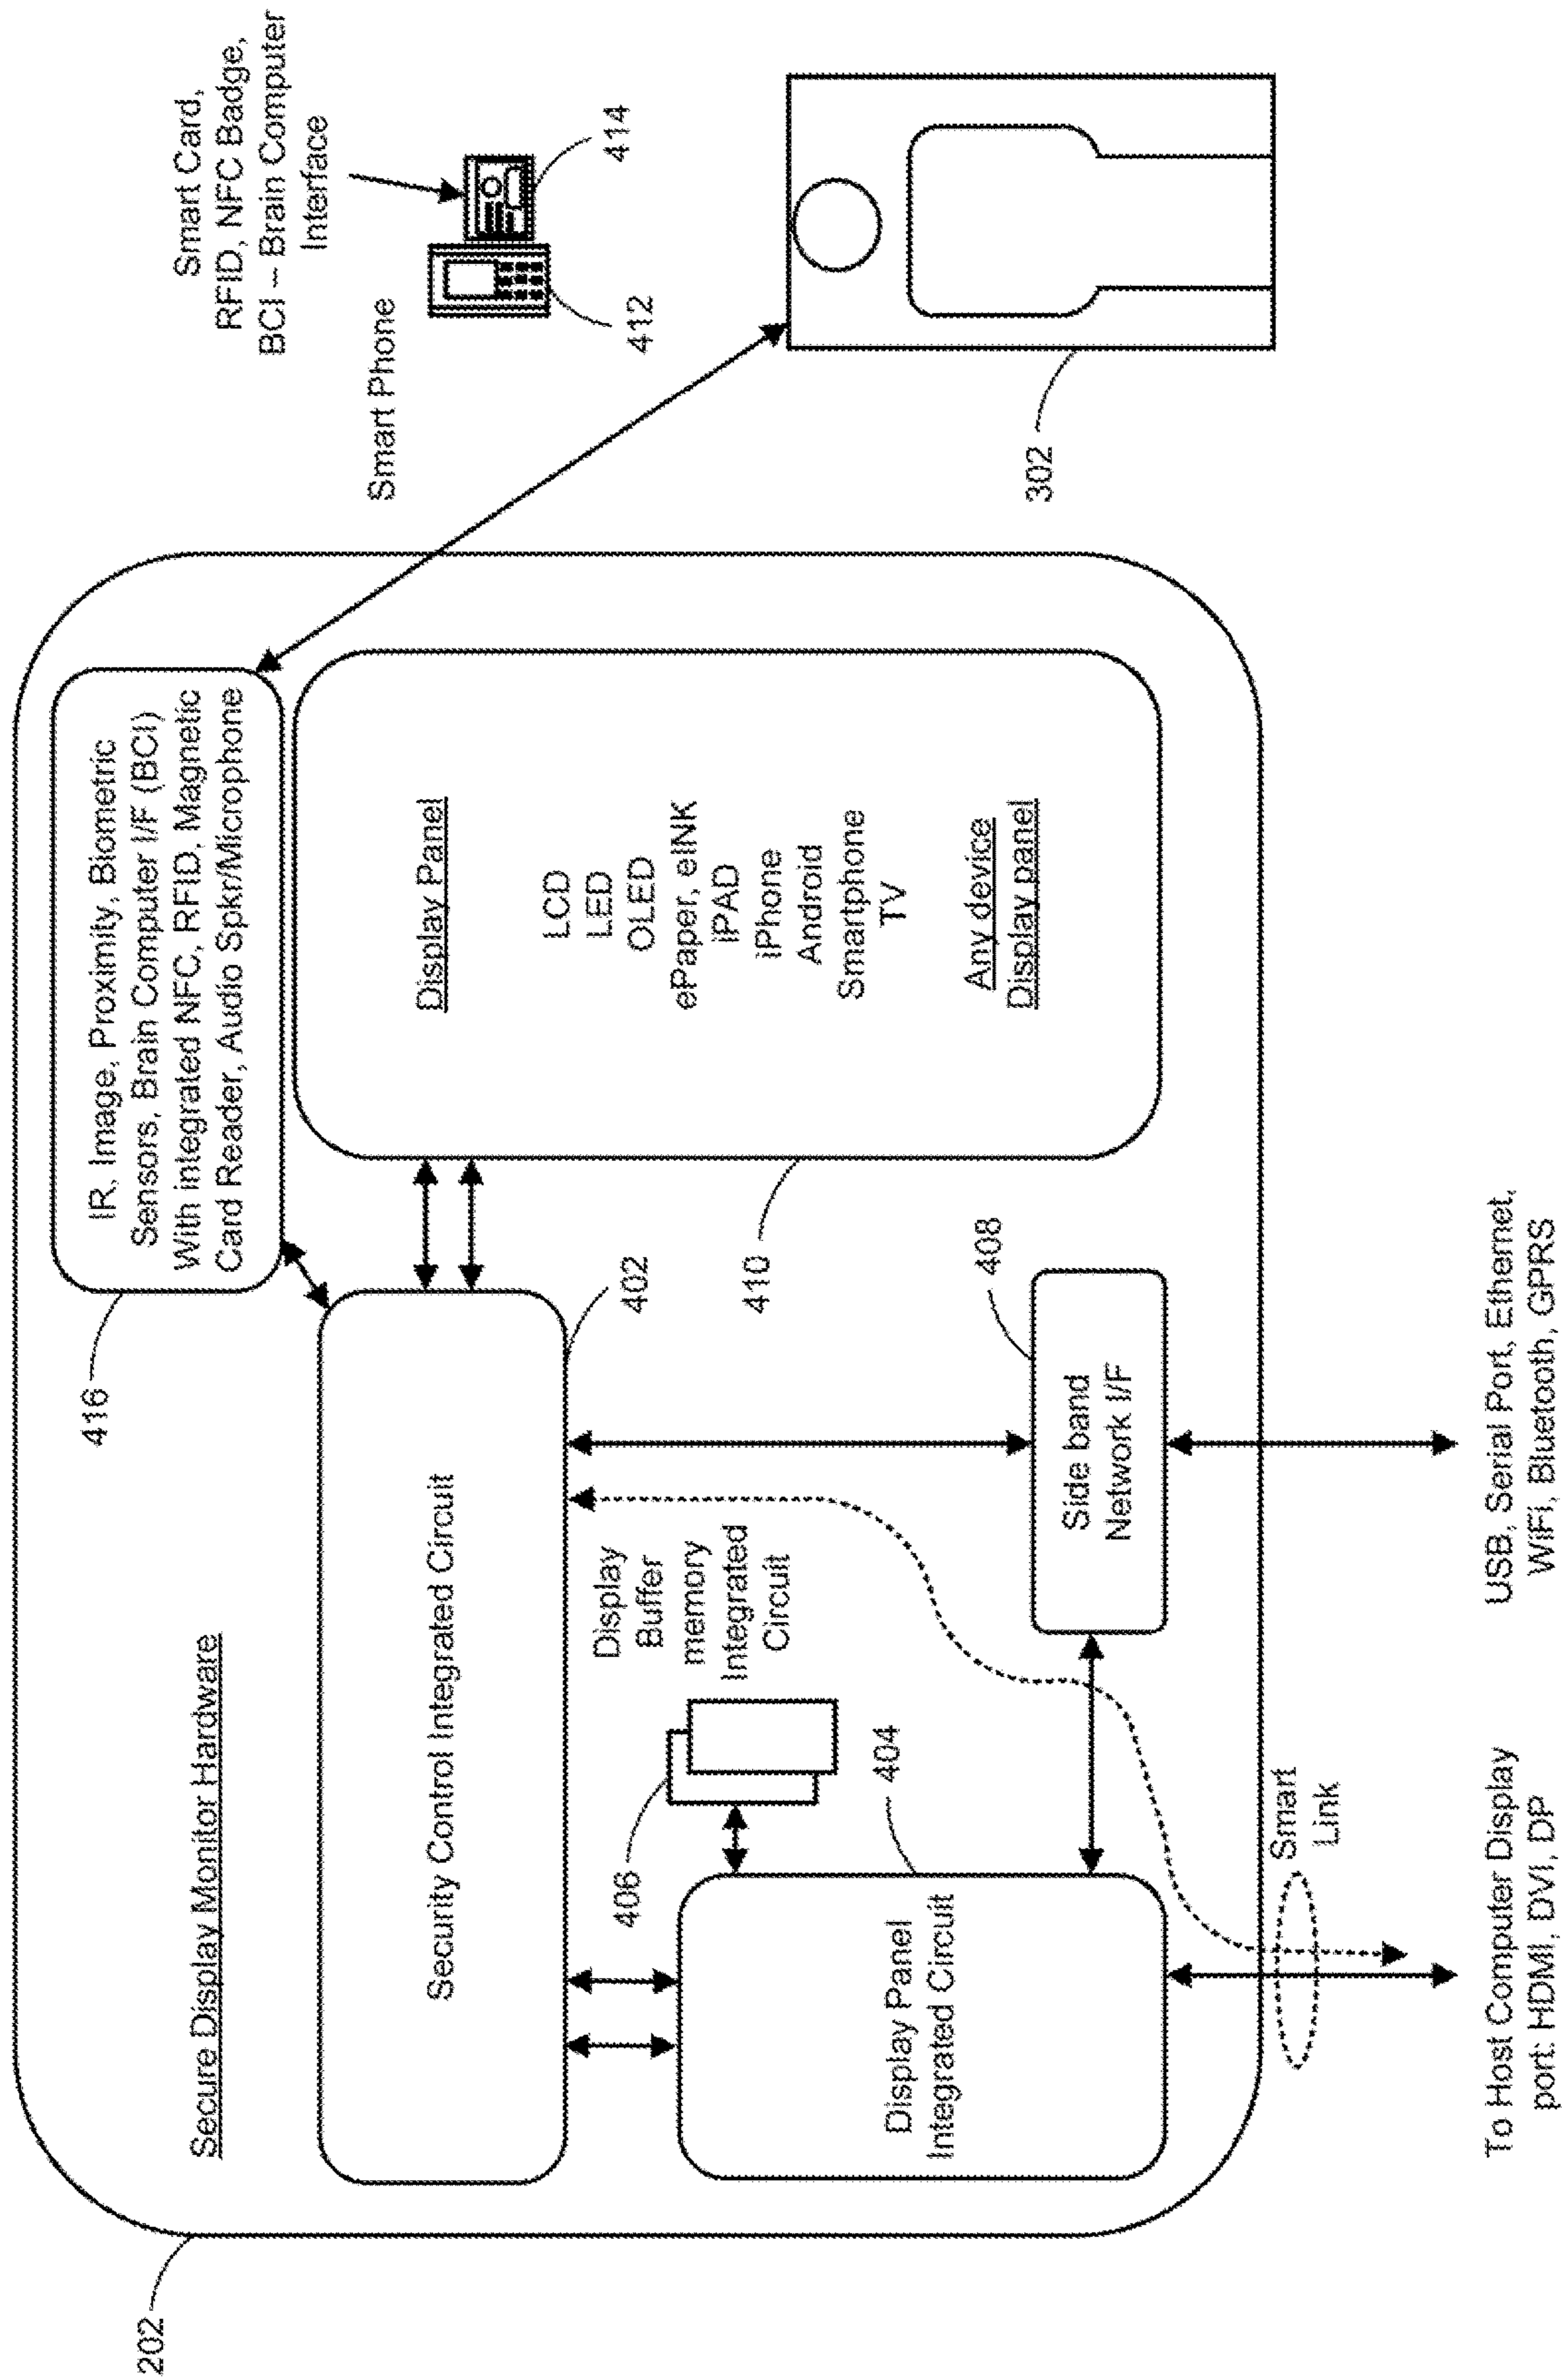 202
Secure Display Monitor Hardware
416
IR, Image, Proximity, Biometric
Sensors, Brain Computer I/F (BCI)
With integrated NFC, RFID, Magnetic
Card Reader, Audio Spkr/Microphone
Smart Card,
RFID, NFC Badge,
BCI – Brain Computer
Interface
Smart Phone
412
414
Security Control Integrated Circuit
402
Display Panel
LCD
LED
OLED
ePaper, eINK
iPAD
iPhone
Android
Smartphone
TV
Any device
Display panel
410
302
406
Display
Buffer
memory
Integrated
Circuit
404
Display Panel
Integrated Circuit
408
Side band
Network I/F
Smart
Link
To Host Computer Display
port: HDMI, DVI, DP
USB, Serial Port, Ethernet,
WiFi, Bluetooth, GPRS